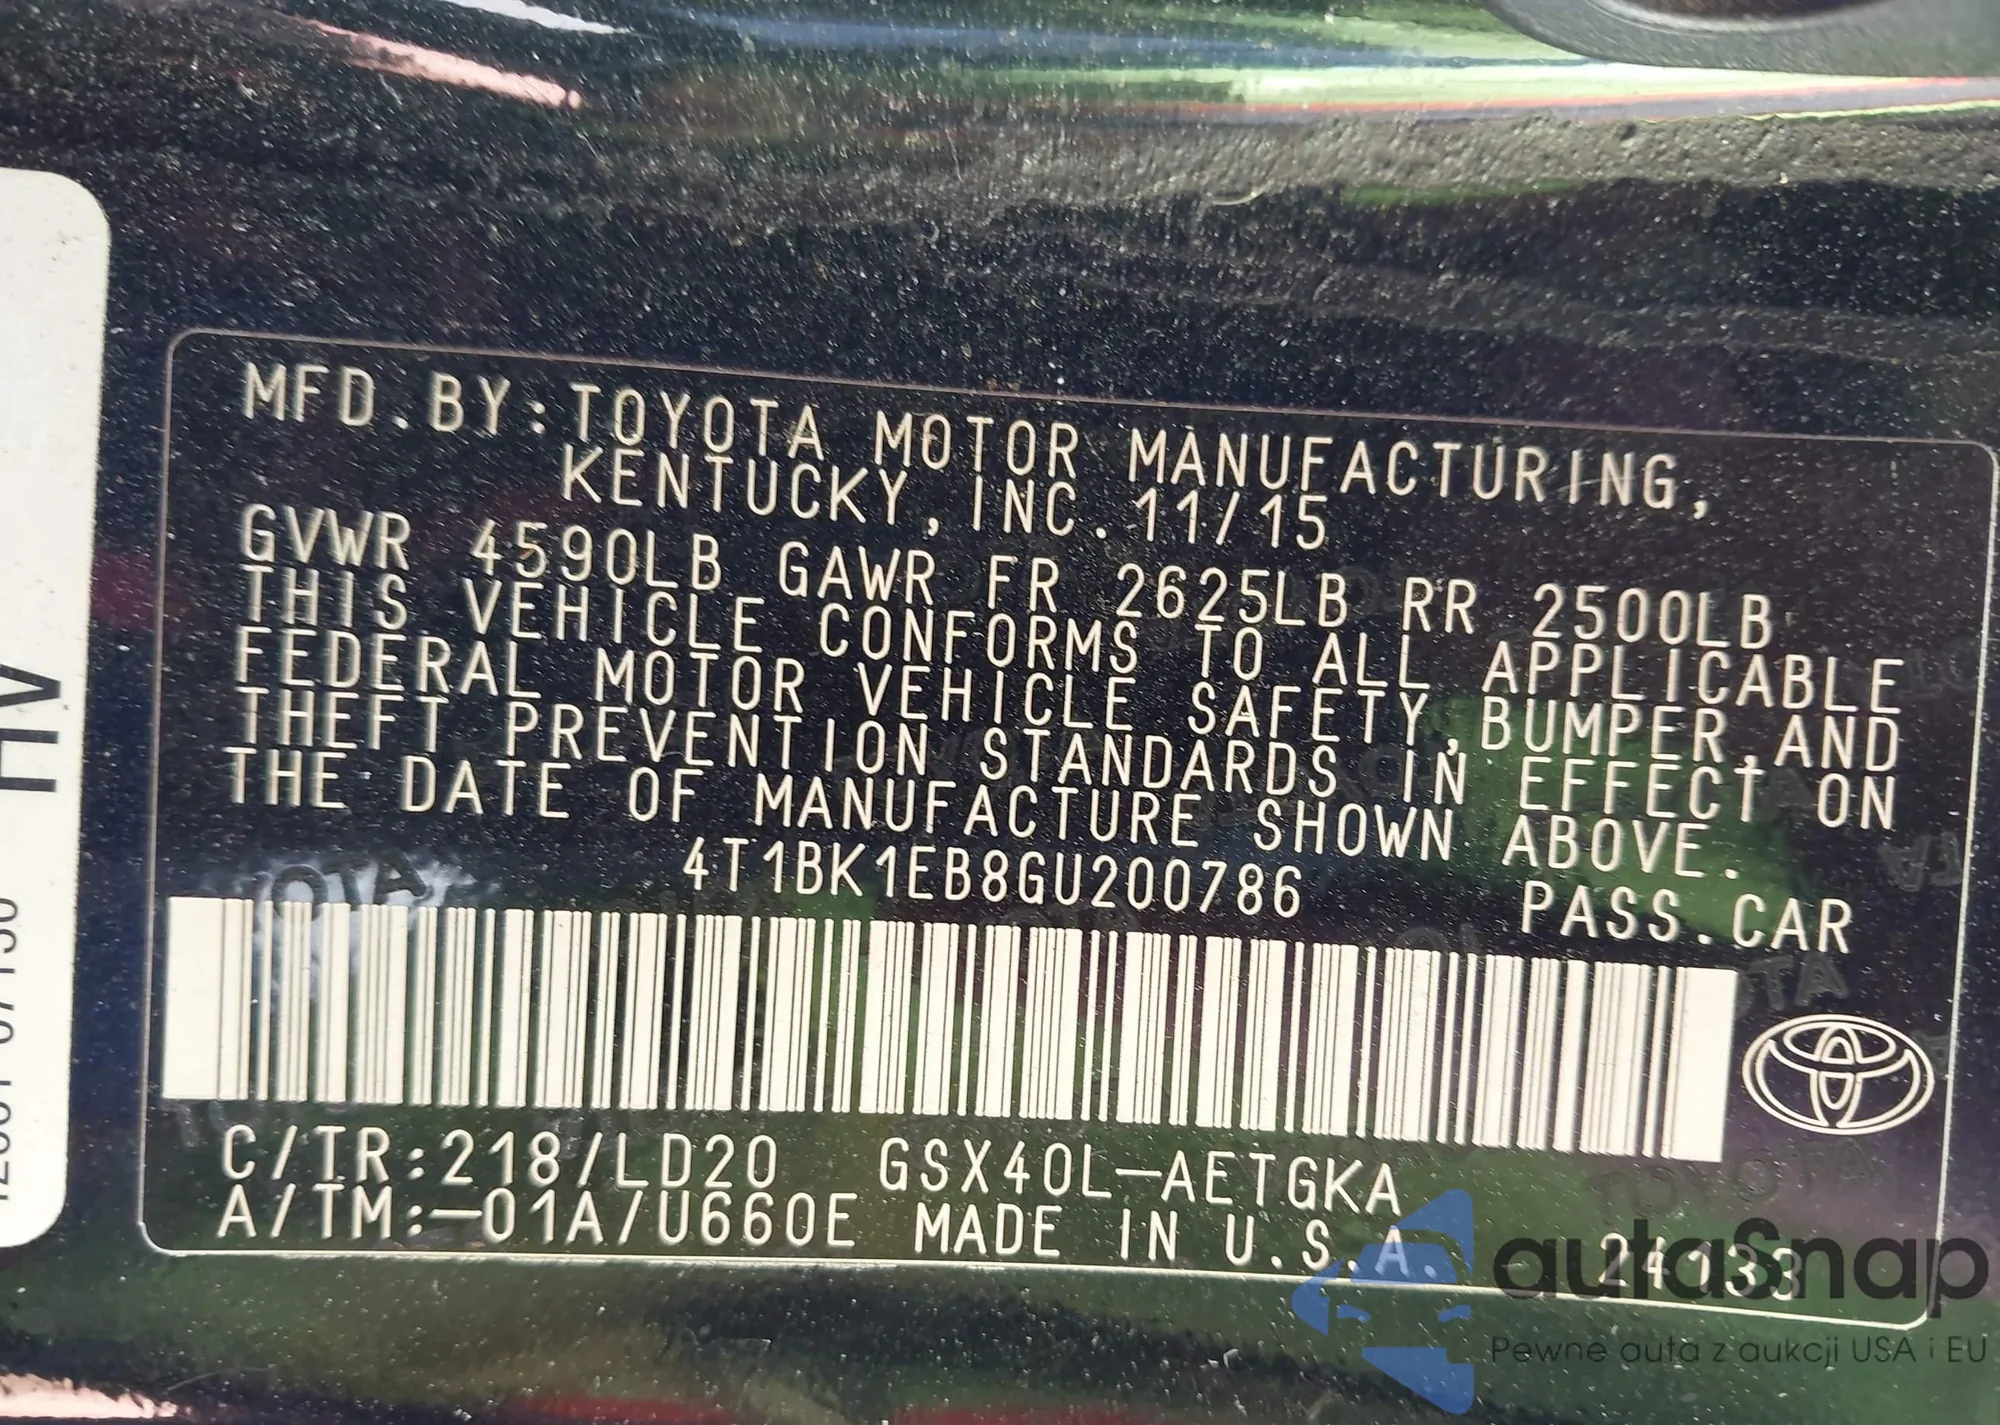 MFD.BY:TOYOTA MOTOR MANUFACTURING,
KENTUCKY, INC. 11/15
GVWR 4590LB GAWR FR 2625LB RR 2500LB
THIS VEHICLE CONFORMS TO ALL APPLICABLE
FEDERAL MOTOR VEHICLE SAFETY,BUMPER,AND
THEFT PREVENTION STANDARDS IN EFFECT ON
THE DATE OF MANUFACTURE SHOWN ABOVE.
4T1BK1EB8GU200786 PASS.CAR
C/TR:218/LD20 GSX40L-AETGKA
A/TM:-01A/U660E MADE IN U.S.A. 24133
HV
TOYOTA
autaSnap
Pewne auta z aukcji USA i EU